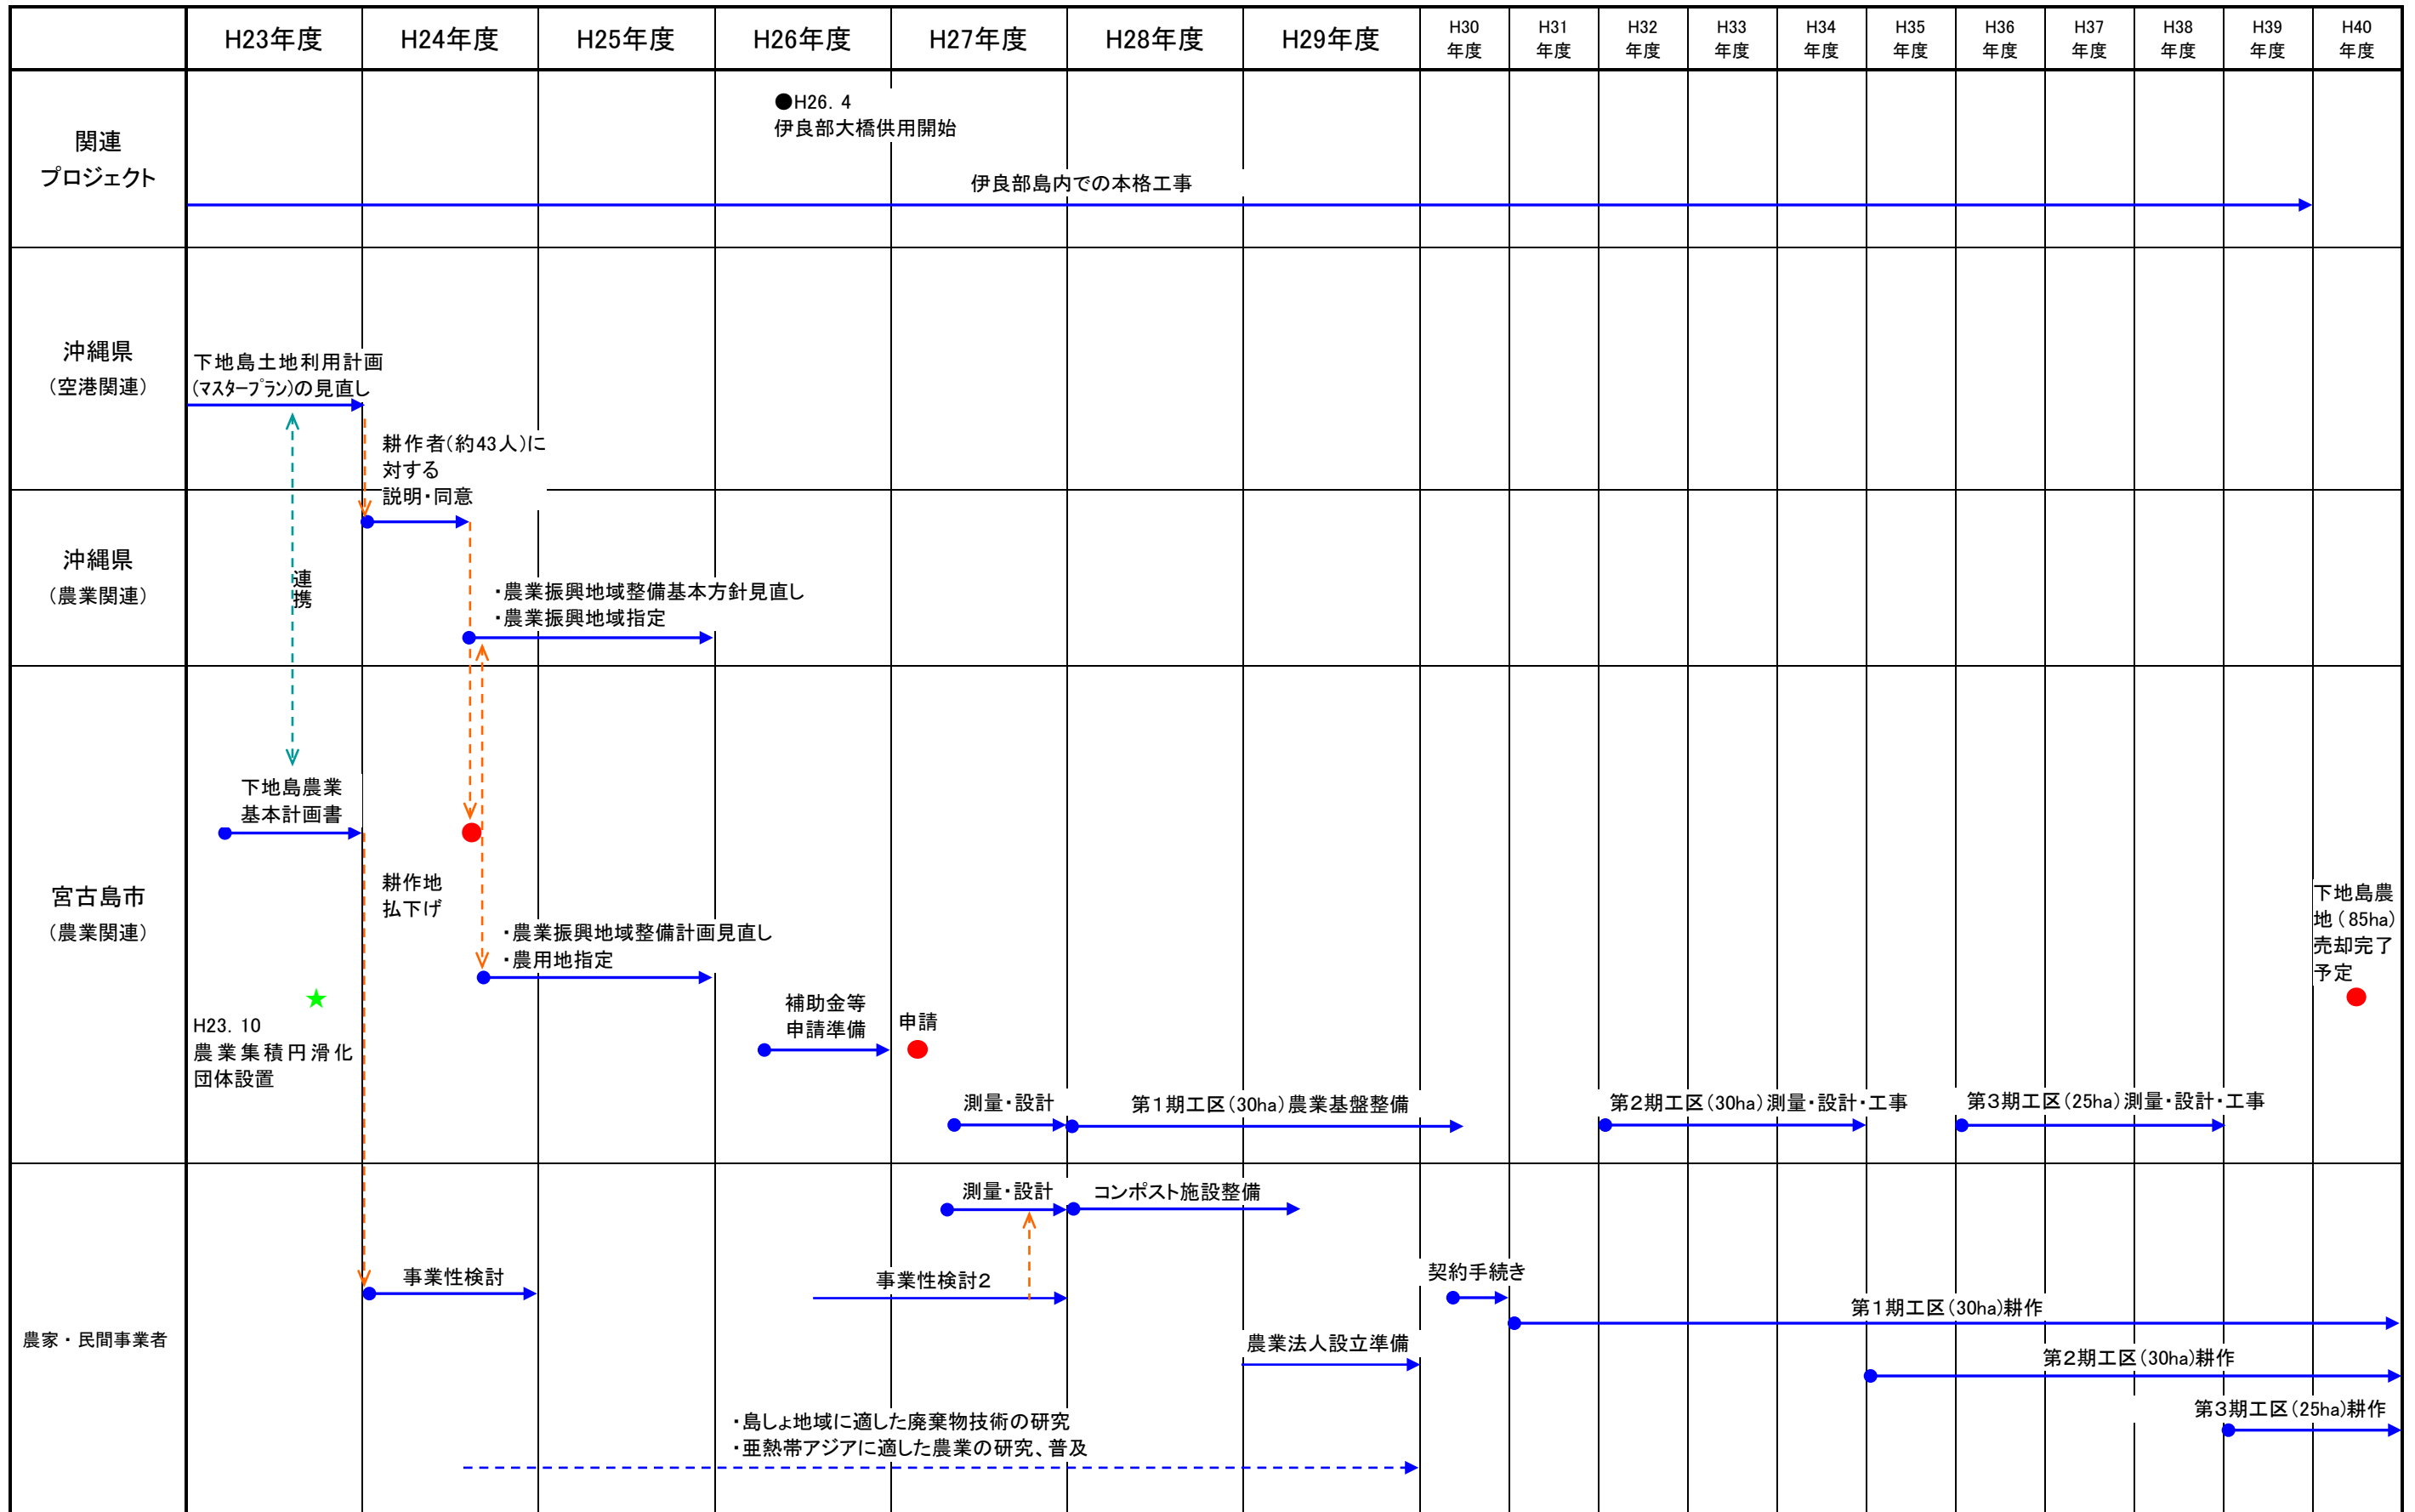 H23年度
H24年度
H25年度
H26年度
H27年度
H28年度
H29年度
H30
年度
H31
年度
H32
年度
H33
年度
H34
年度
H35
年度
H36
年度
H37
年度
H38
年度
H39
年度
H40
年度
関連
プロジェクト
●H26．4
伊良部大橋供用開始
伊良部島内での本格工事
沖縄県
（空港関連）
下地島土地利用計画
(ﾏｽﾀｰﾌﾟﾗﾝ)の見直し
耕作者(約43人)に
対する
説明・同意
沖縄県
（農業関連）
連
携
・農業振興地域整備基本方針見直し
・農業振興地域指定
宮古島市
（農業関連）
下地島農業
基本計画書
耕作地
払下げ
・農業振興地域整備計画見直し
・農用地指定
★
H23．10
農業集積円滑化
団体設置
補助金等
申請準備
申請
下地島農
地（85ha）
売却完了
予定
測量・設計
第１期工区（30ha）農業基盤整備
第２期工区（30ha）測量・設計・工事
第３期工区（25ha）測量・設計・工事
農家・民間事業者
測量・設計
コンポスト施設整備
事業性検討
事業性検討２
契約手続き
第１期工区（30ha)耕作
農業法人設立準備
第２期工区（30ha)耕作
第３期工区（25ha)耕作
・島しょ地域に適した廃棄物技術の研究
・亜熱帯アジアに適した農業の研究、普及